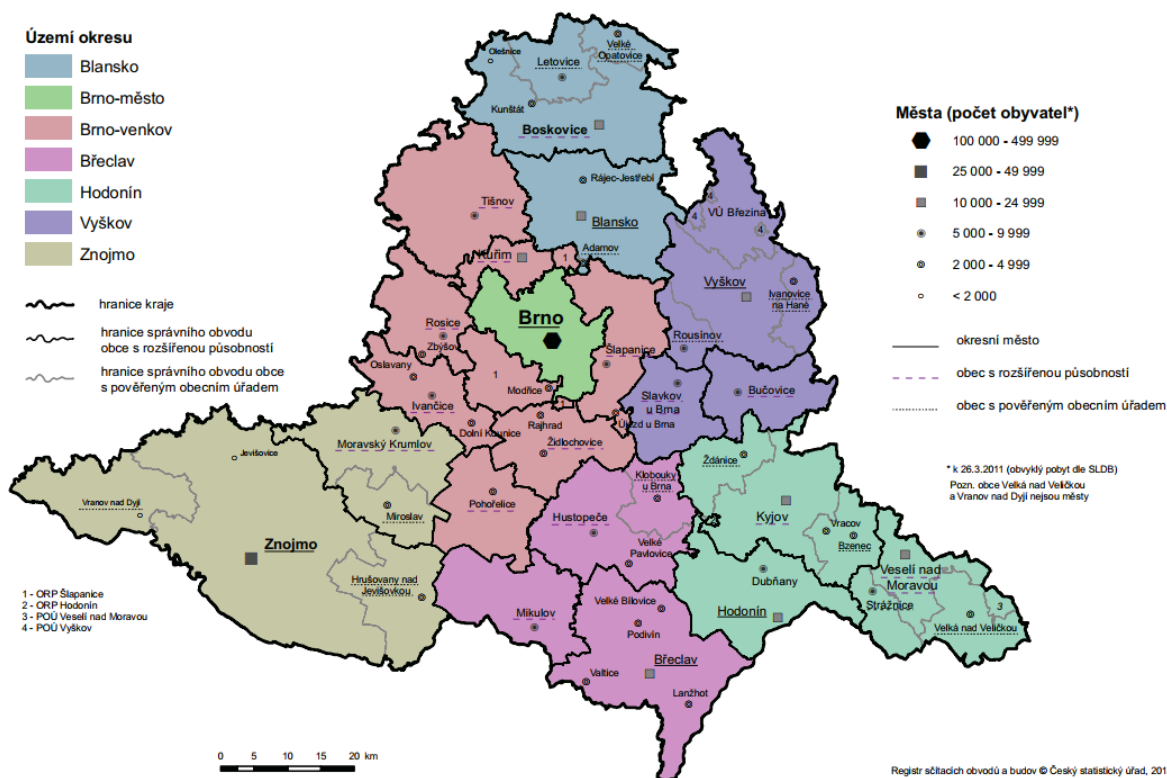 Území okresu
Blansko
Brno-město
Brno-venkov
Břeclav
Hodonín
Vyškov
Znojmo
hranice kraje
hranice správního obvodu
obce s rozšířenou působností
hranice správního obvodu obce
s pověřeným obecním úřadem
Města (počet obyvatel*)
100 000 - 499 999
25 000 - 49 999
10 000 - 24 999
5 000 - 9 999
2 000 - 4 999
< 2 000
okresní město
obec s rozšířenou působností
obec s pověřeným obecním úřadem
* k 26.3.2011 (obvyklý pobyt dle SLDB)
Pozn. obce Velká nad Veličkou
a Vranov nad Dyjí nejsou městy
Olešnice
Velké
Opatovice
Letovice
Kunštát
Boskovice
Rájec-Jestřebí
Blansko
Adamov
Tišnov
Kuřim
1
4
4
VÚ Březina
4
Vyškov
Ivanovice
na Hané
Brno
Rosice
Zbýšov
Rousínov
Šlapanice
Oslavany
1
Modřice
Slavkov
u Brna
Bučovice
Ivančice
1
Rajhrad
Újezd u Brna
Dolní Kounice
Židlochovice
Moravský Krumlov
Jevišovice
Ždánice
Klobouky
u Brna
Vranov nad Dyjí
Miroslav
Pohořelice
Hustopeče
Kyjov
2
Vracov
Bzenec
Znojmo
Velké
Pavlovice
Veselí nad
Moravou
Hrušovany nad
Jevišovkou
Dubňany
Strážnice
3
Mikulov
Velké Bílovice
Hodonín
Velká nad Veličkou
Podivín
Břeclav
Valtice
Lanžhot
1 - ORP Šlapanice
2 - ORP Hodonín
3 - POÚ Veselí nad Moravou
4 - POÚ Vyškov
0 5 10 15 20 km
Registr sčítacích obvodů a budov © Český statistický úřad, 201